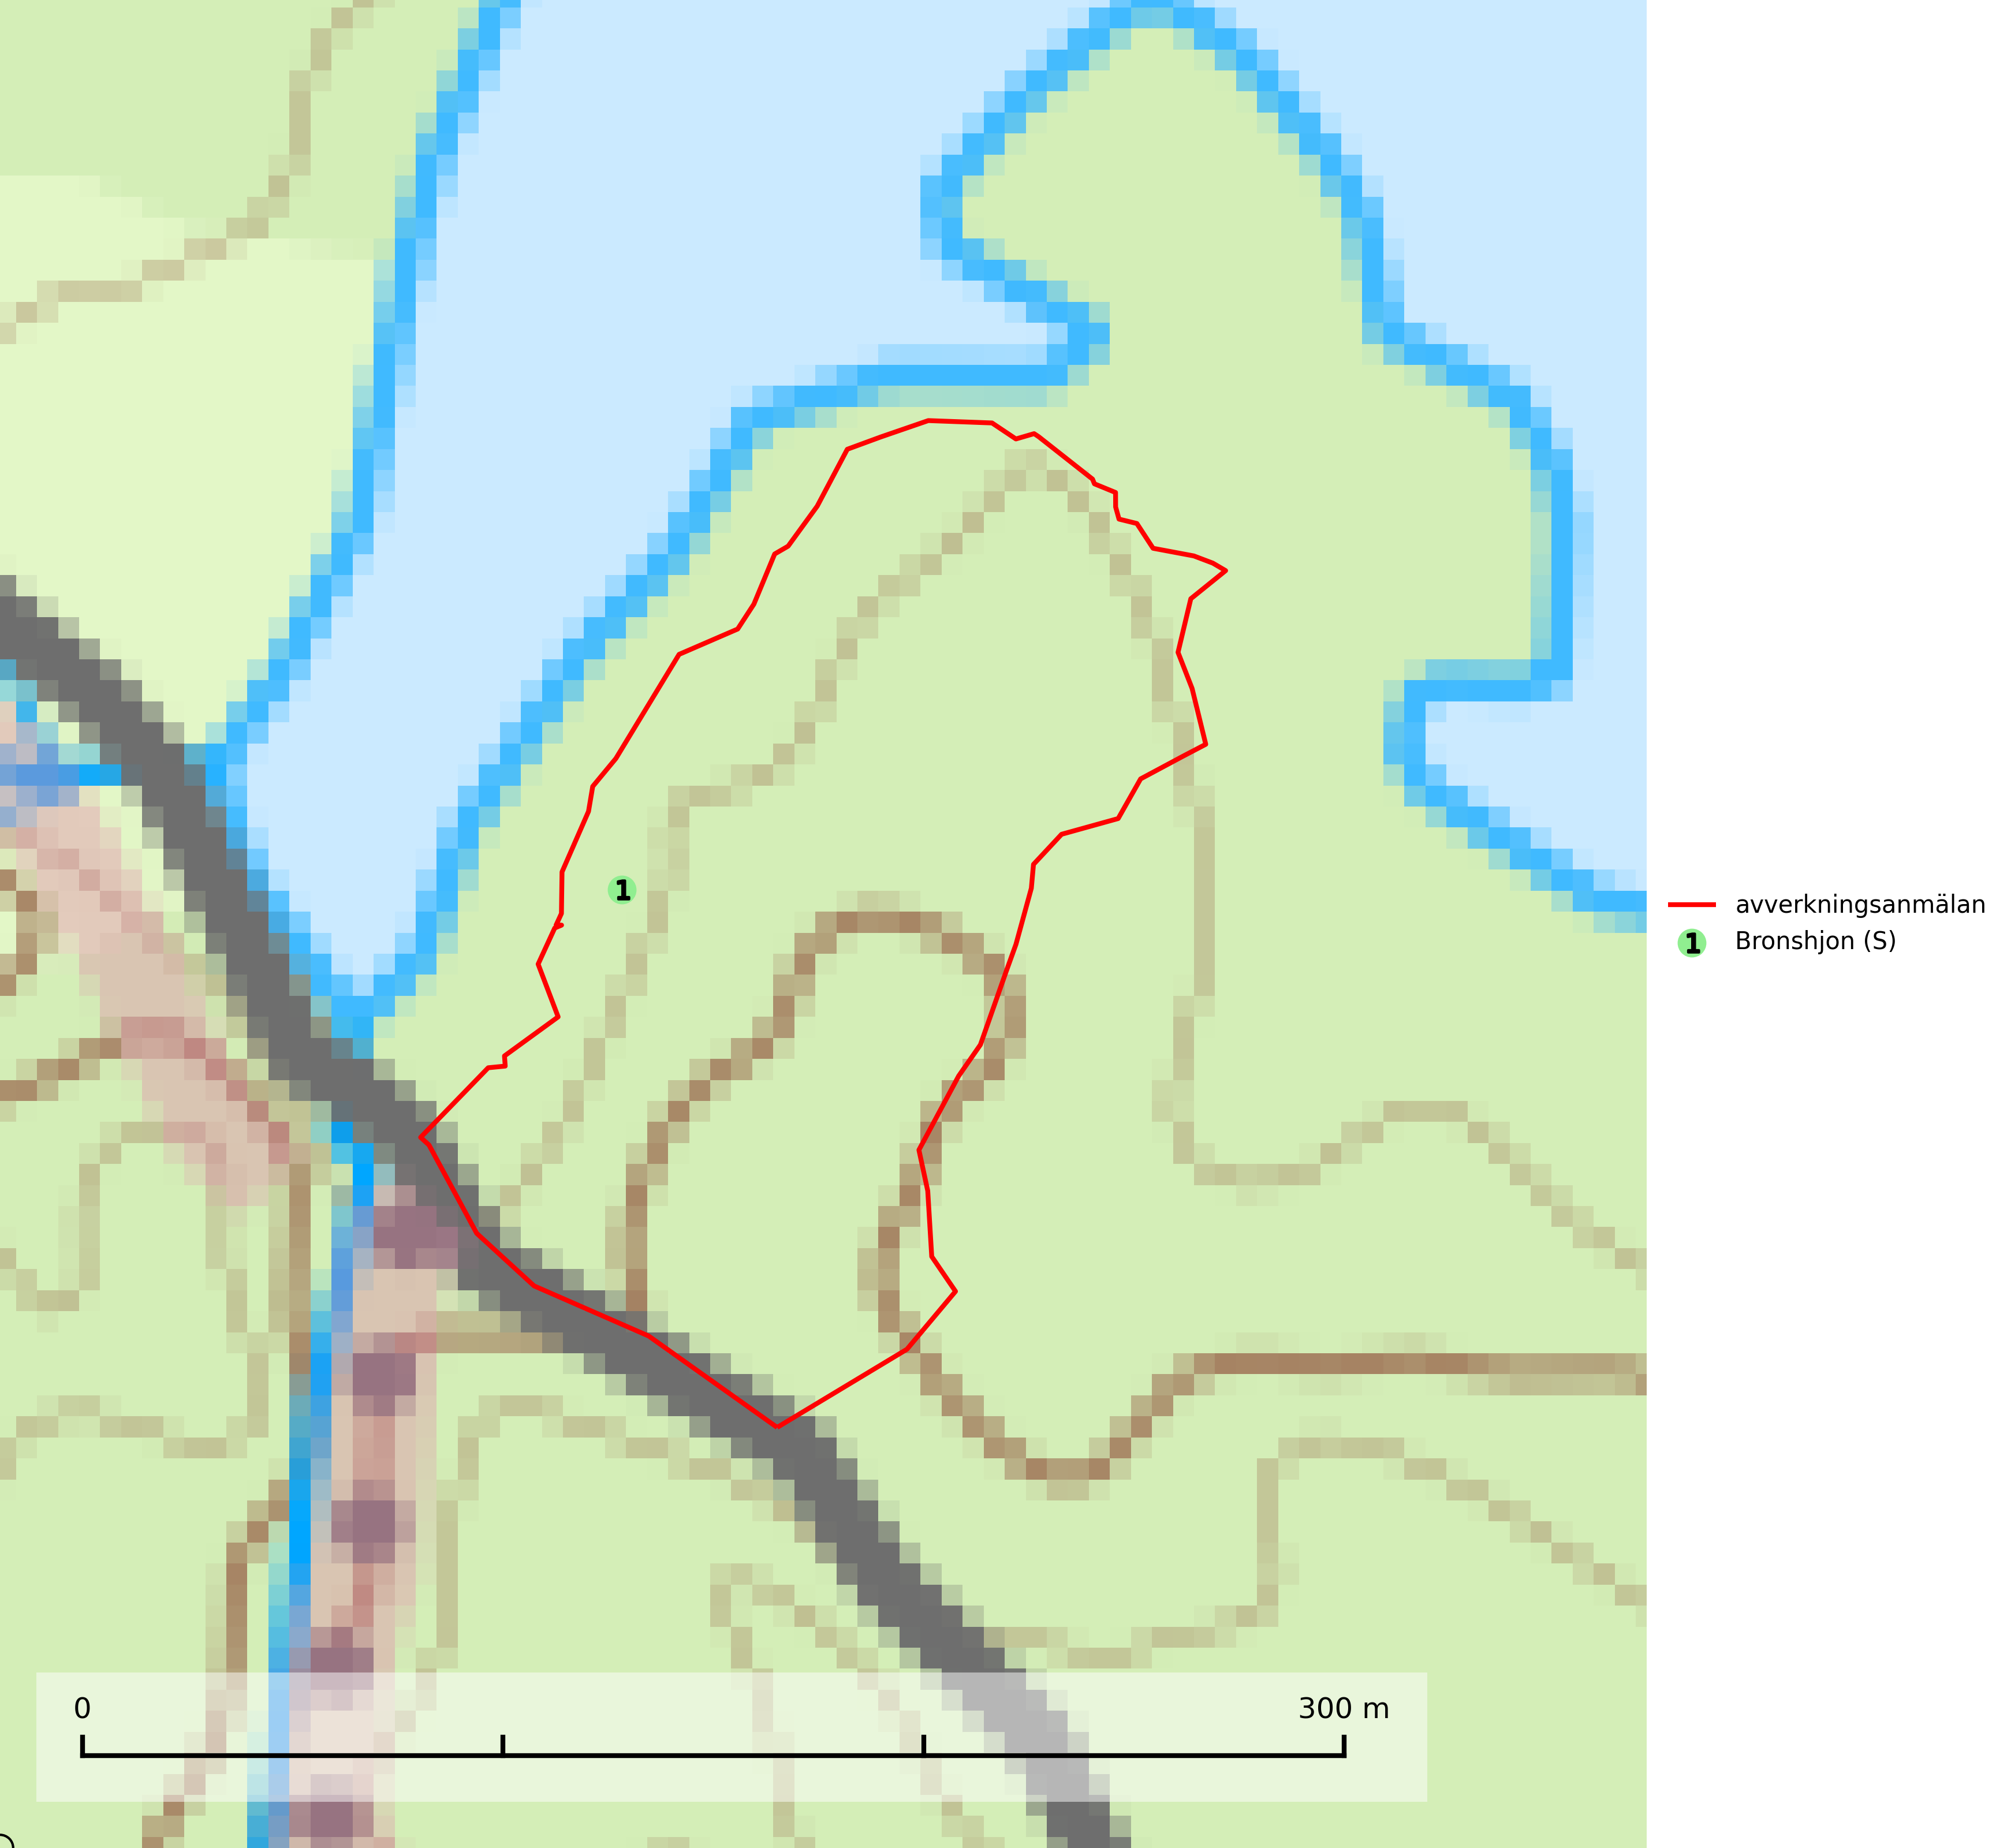 1
avverkningsanmälan
1 Bronshjon (S)
0 300 m